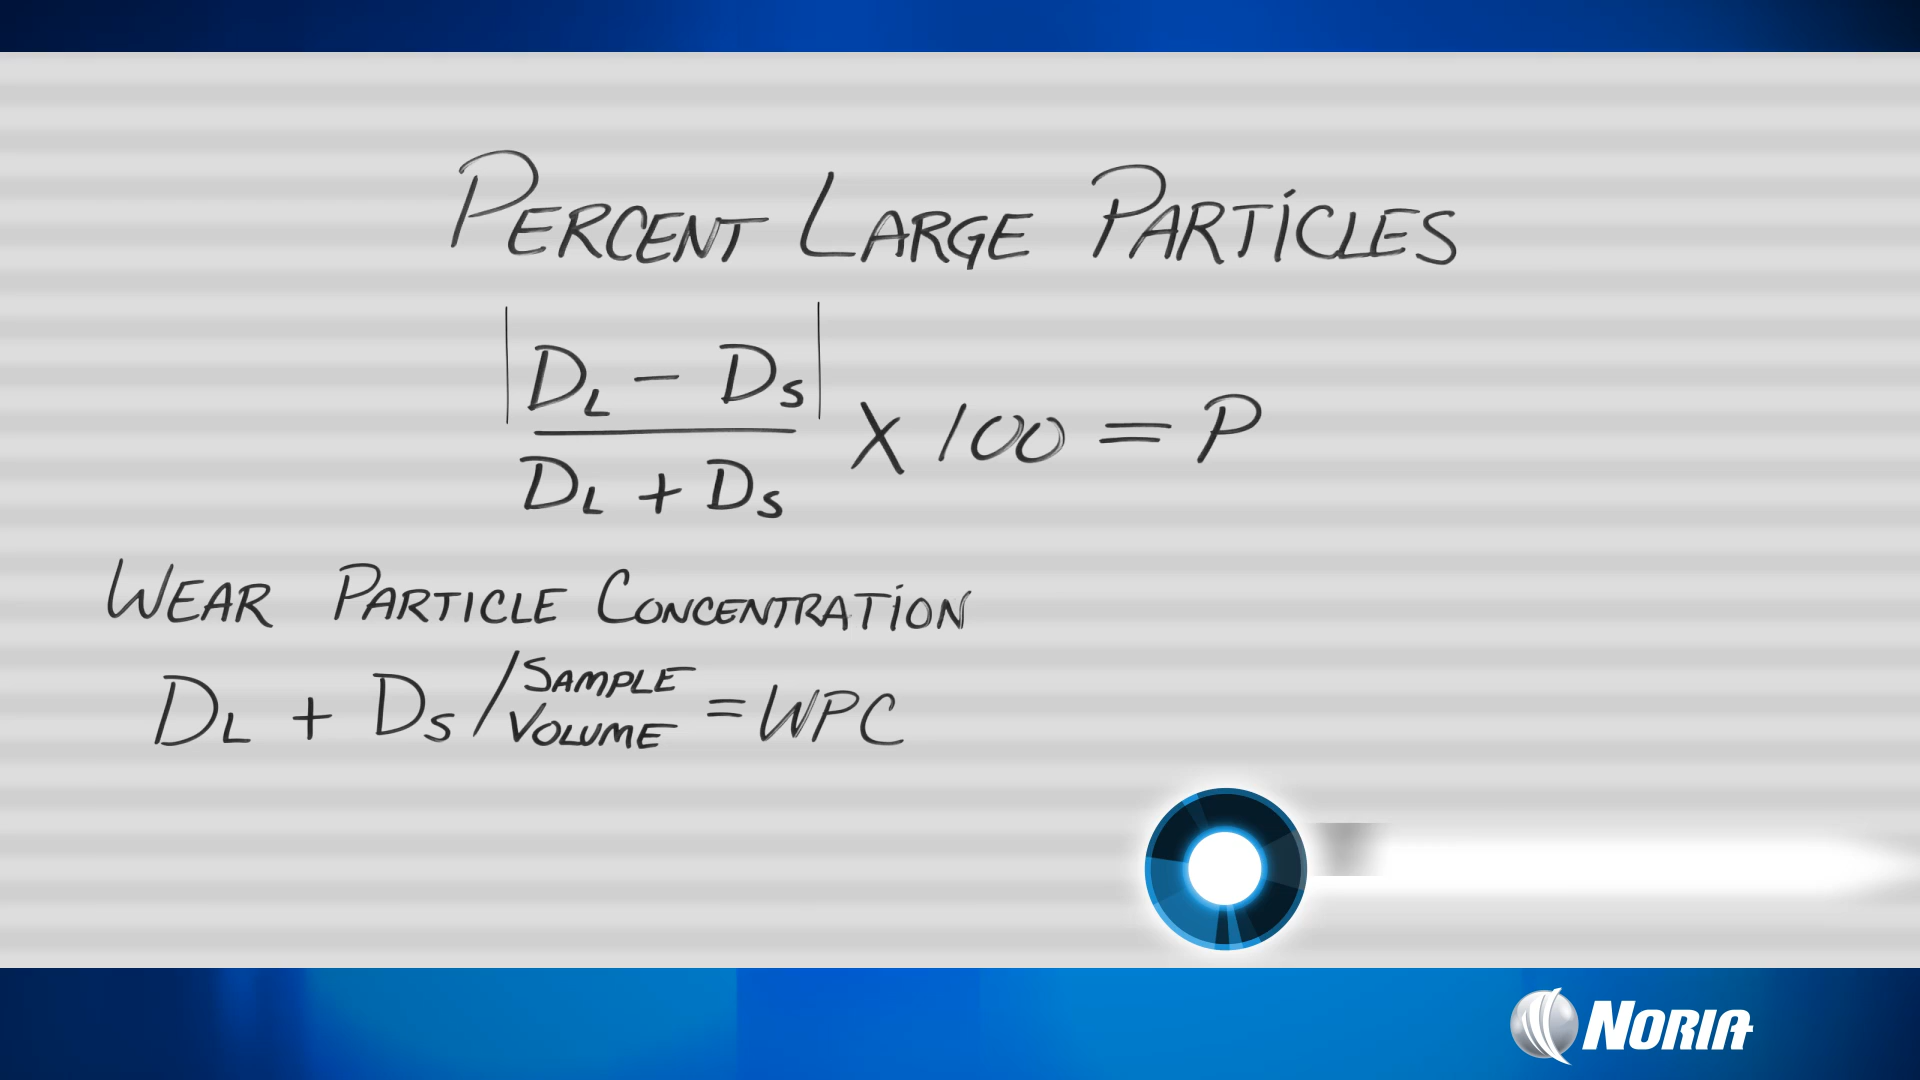 PERCENT LARGE PARTICLES
|DL - DS|
DL + DS X 100 = P
WEAR PARTICLE CONCENTRATION
DL + DS / SAMPLE VOLUME = WPC
NORIA